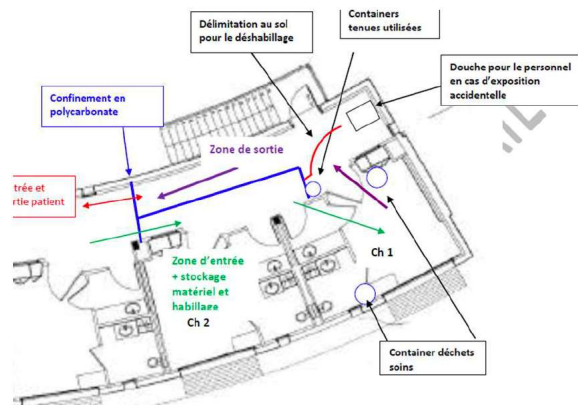 Délimitation au sol
pour le déshabillage
Containers
tenues utilisées
Douche pour le personnel
en cas d'exposition
accidentelle
Confinement en
polycarbonate
Zone de sortie
trée et
rtie patient
Zone d'entrée
+ stockage
matériel et
habillage
Ch 1
Ch 2
Container déchets
soins